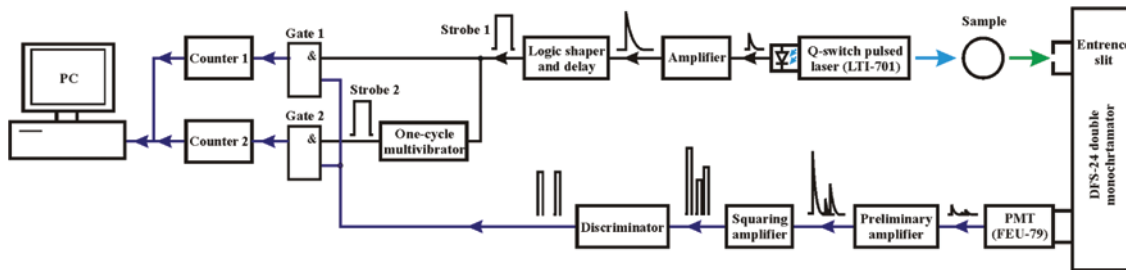 PC
Counter 1
Counter 2
Gate 1
&
Gate 2
&
Strobe 1
Strobe 2
One-cycle
multivibrator
Logic shaper
and delay
Amplifier
Q-switch pulsed
laser (LTI-701)
Sample
Entrence
slit
DFS-24 double
monochrtamator
Discriminator
Squaring
amplifier
Preliminary
amplifier
PMT
(FEU-79)